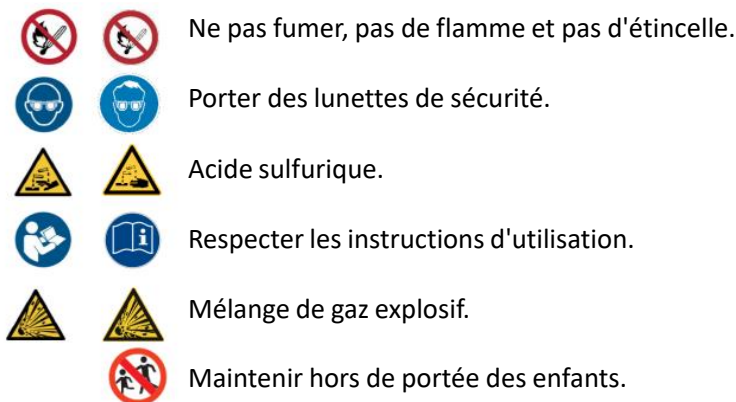 Ne pas fumer, pas de flamme et pas d'étincelle.
Porter des lunettes de sécurité.
Acide sulfurique.
Respecter les instructions d'utilisation.
Mélange de gaz explosif.
Maintenir hors de portée des enfants.